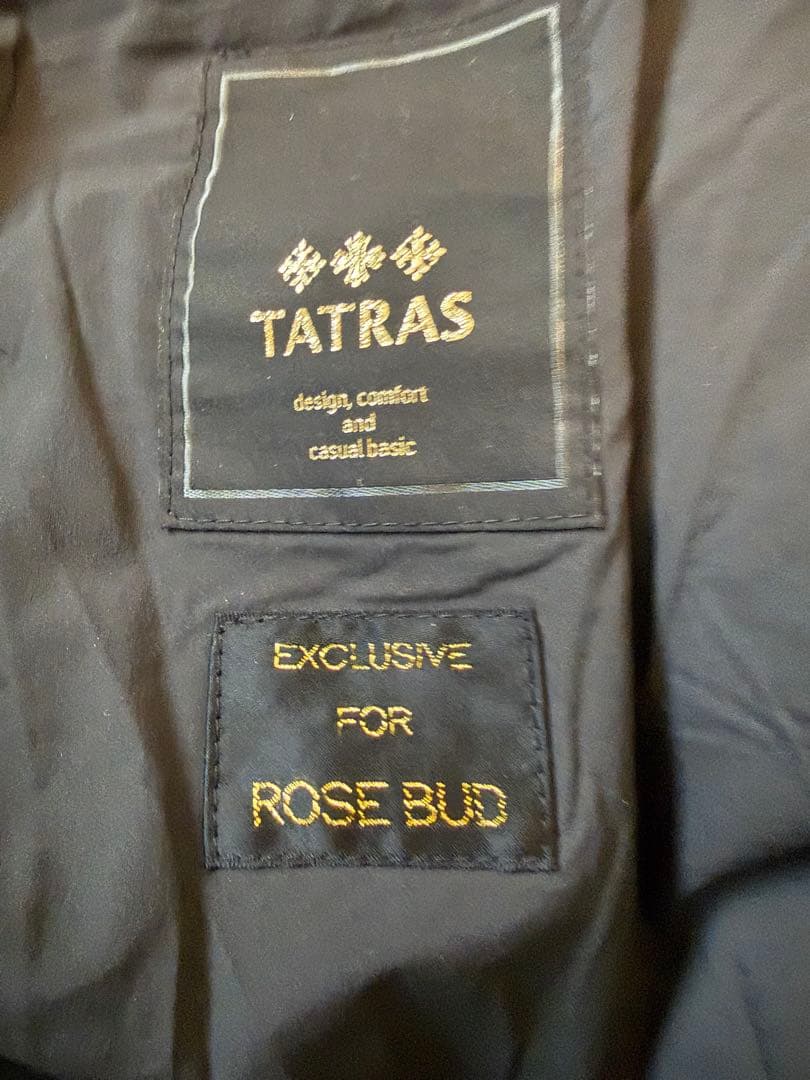 TATRAS
design, comfort
and
casual basic
EXCLUSIVE
FOR
ROSE BUD